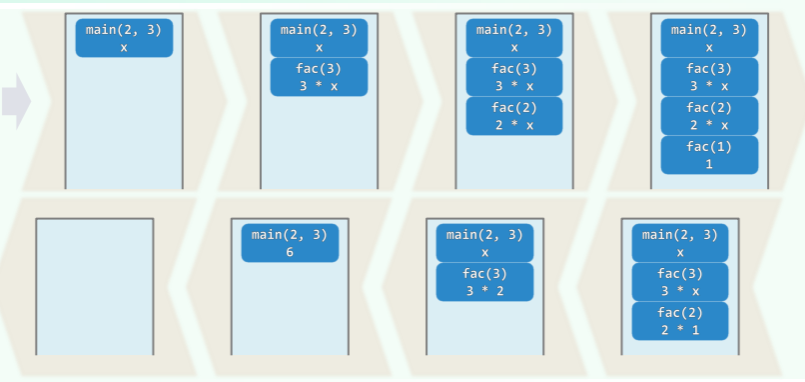 main(2, 3)
x
main(2, 3)
x
fac(3)
3 * x
main(2, 3)
x
fac(3)
3 * x
fac(2)
2 * x
main(2, 3)
x
fac(3)
3 * x
fac(2)
2 * x
fac(1)
1
main(2, 3)
6
main(2, 3)
x
fac(3)
3 * 2
main(2, 3)
x
fac(3)
3 * x
fac(2)
2 * 1